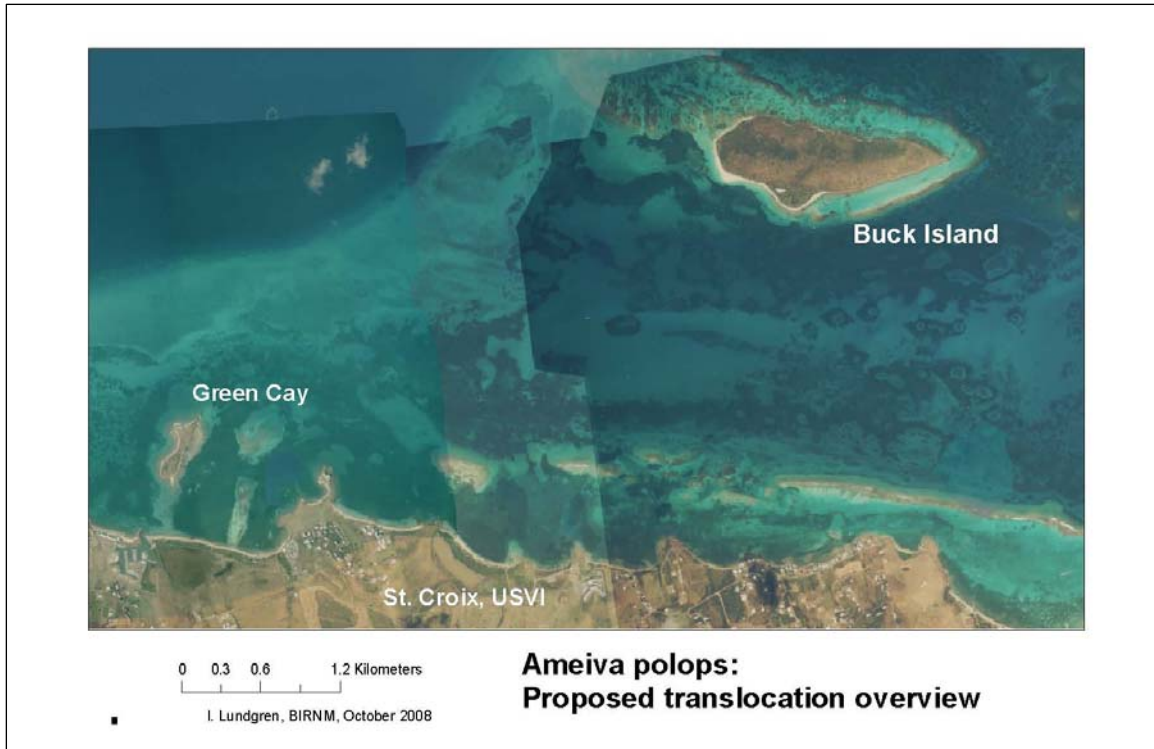 Buck Island
Green Cay
St. Croix, USVI
0 0.3 0.6 1.2 Kilometers
I. Lundgren, BIRNM, October 2008
Ameiva polops:
Proposed translocation overview